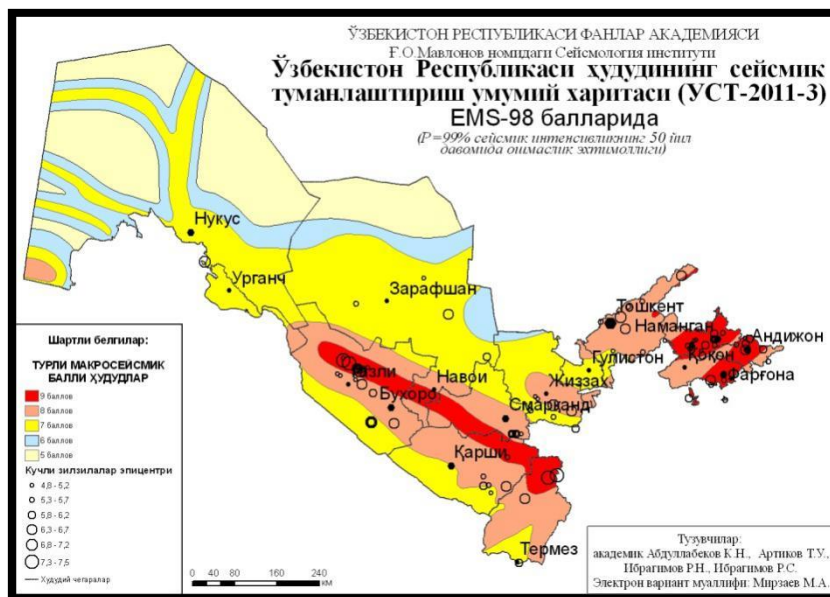 ЎЗБЕКИСТОН РЕСПУБЛИКАСИ ФАНЛАР АКАДЕМИЯСИ
Ғ.О.Мавлонов номидаги Сейсмология институти
Ўзбекистон Республикаси ҳудудининг сейсмик
туманлаштириш умумий харитаси (УСТ-2011-3)
EMS-98 балларида
(P=99% сейсмик интенсивликнинг 50 йил
давомида ошмаслик эҳтимоллиги)
Нукус
Урганч
Зарафшан
Тошкент
Наманган
Андижон
Қоқон
Гулистон
Фарғона
Жиззах
Навои
Газли
Бухоро
Смарқанд
Қарши
Термез
Шартли белгилар:
ТУРЛИ МАКРОСЕЙСМИК
БАЛЛИ ҲУДУДЛАР
9 баллов
8 баллов
7 баллов
6 баллов
5 баллов
Кучли зилзилалар эпицентри
4,8 - 5,2
5,3 - 5,7
5,8 - 6,2
6,3 - 6,7
6,8 - 7,2
7,3 - 7,5
Ҳудудий чегаралар
0 40 80 160 240
КМ
Тузувчилар:
академик Абдуллабеков К.Н., Артиков Т.У.,
Ибрагимов Р.Н., Ибрагимов Р.С.
Электрон вариант муаллифи: Мирзаев М.А.